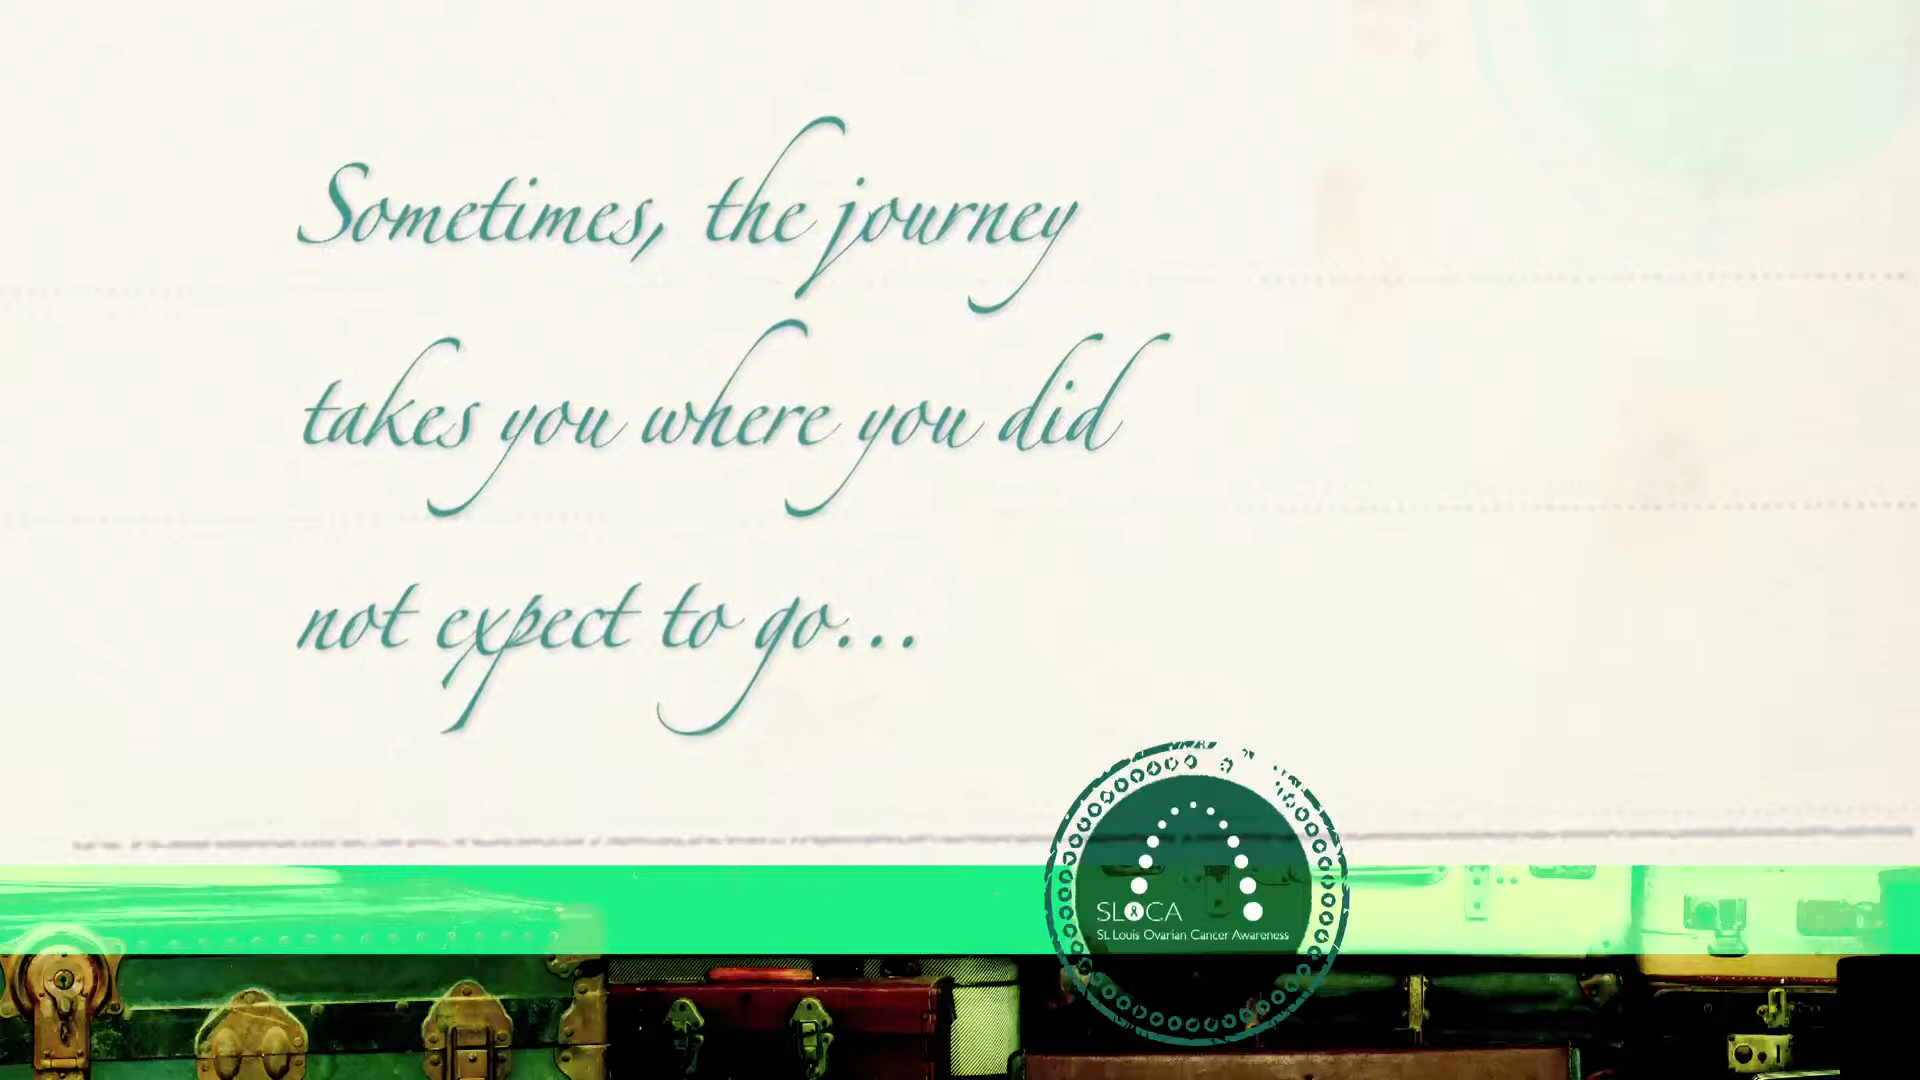 Sometimes, the journey
takes you where you did
not expect to go...
SLOCA
St. Louis Ovarian Cancer Awareness